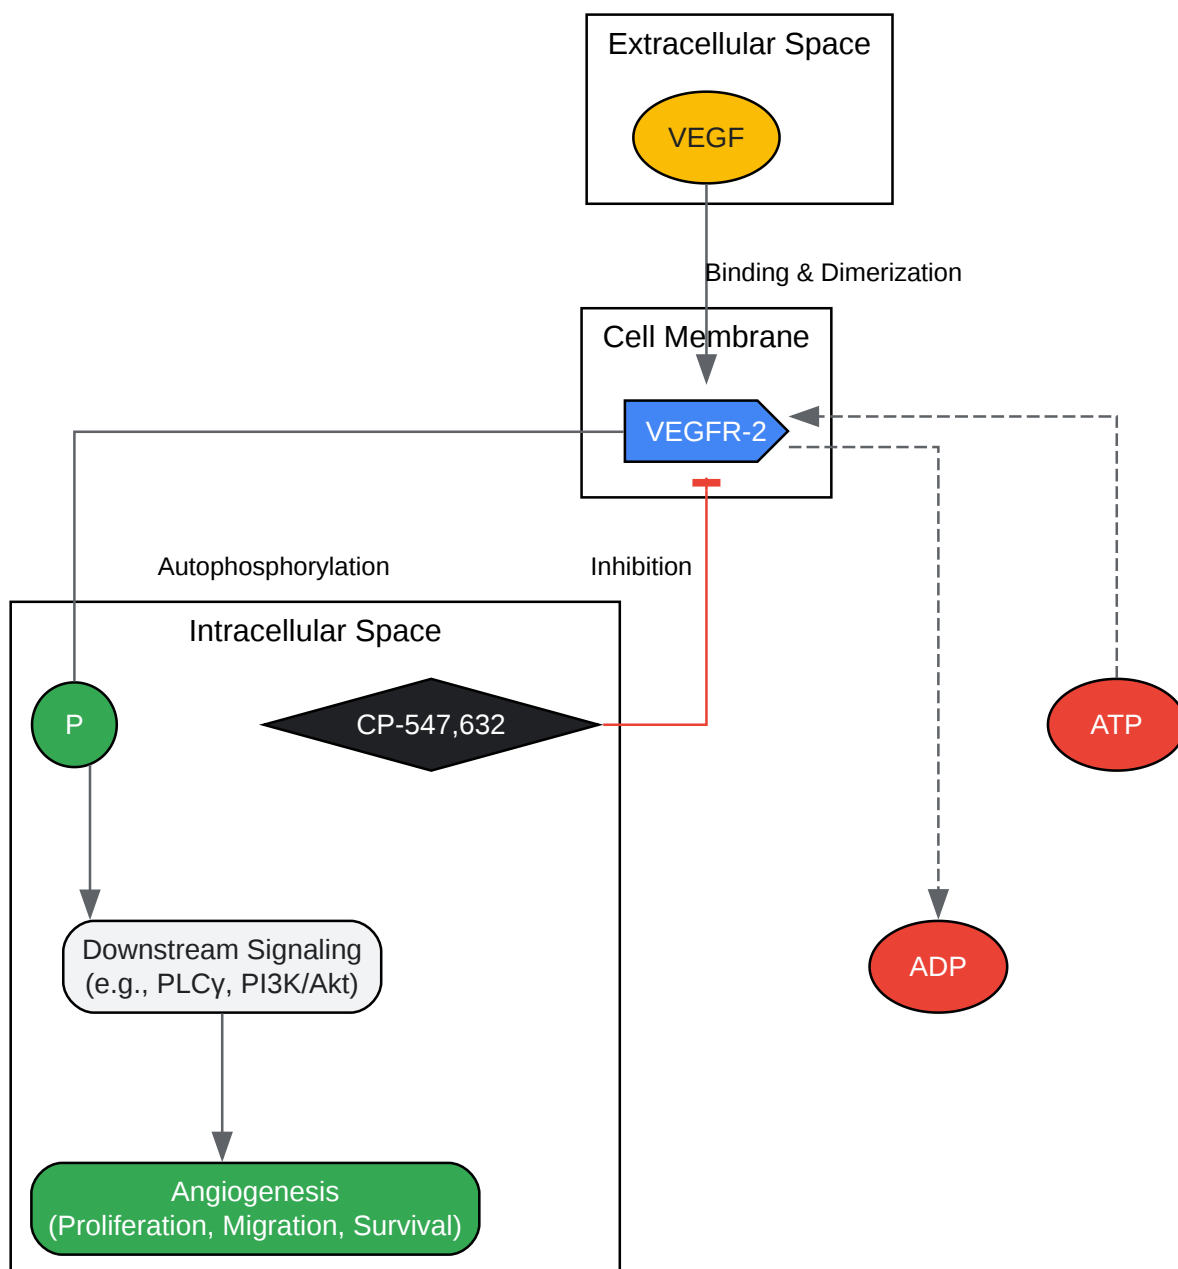 Extracellular Space
VEGF
Binding & Dimerization
Cell Membrane
VEGFR-2
Autophosphorylation
Inhibition
Intracellular Space
P
CP-547,632
ATP
Downstream Signaling
(e.g., PLCγ, PI3K/Akt)
ADP
Angiogenesis
(Proliferation, Migration, Survival)